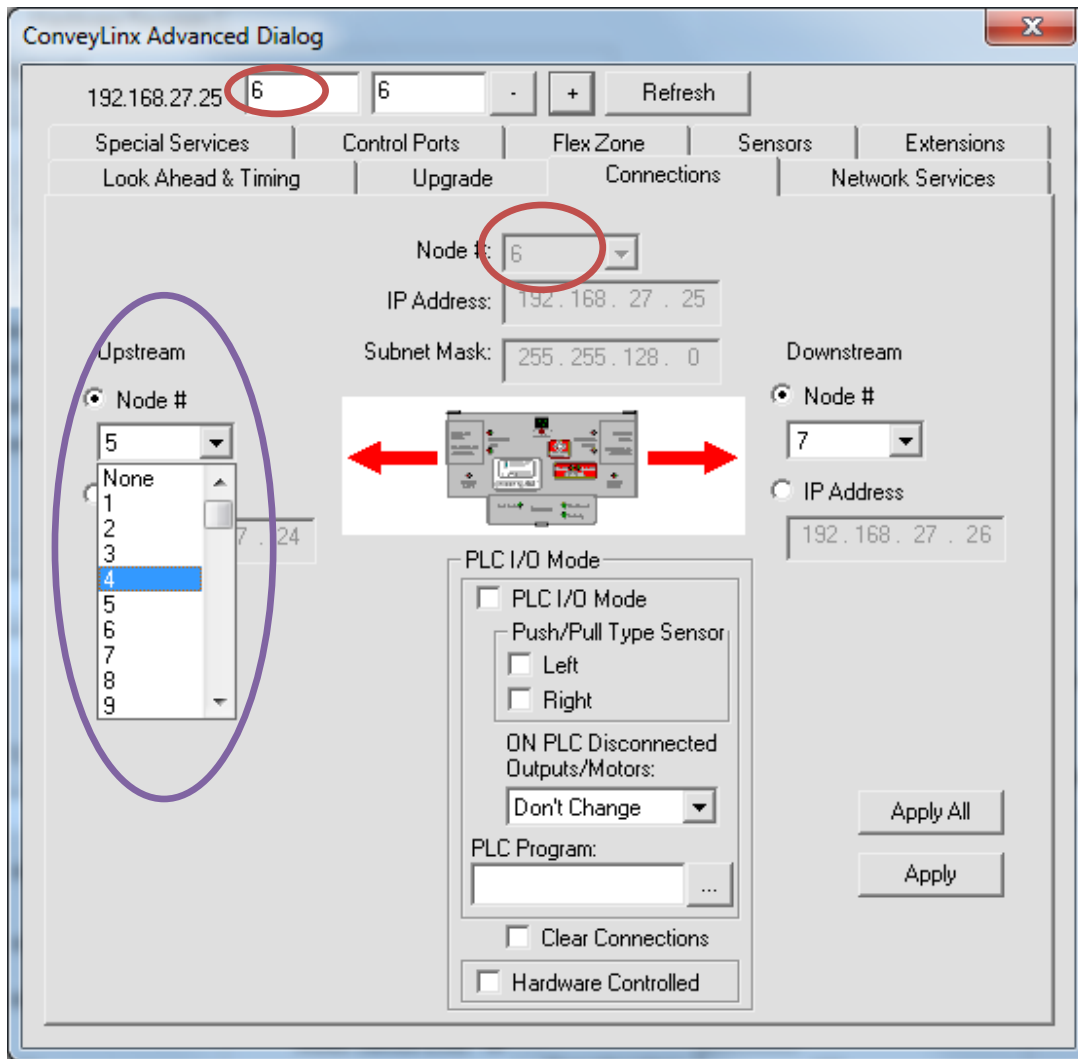 ConveyLinx Advanced Dialog
192.168.27.25 6 6 - + Refresh
Special Services Control Ports Flex Zone Sensors Extensions
Look Ahead & Timing Upgrade Connections Network Services
Node #: 6
IP Address: 192 . 168 . 27 . 25
Subnet Mask: 255 . 255 . 128 . 0
Upstream
Node #
5
None
1
2
3
4
5
6
7
8
9
7 . 24
Downstream
Node #
7
IP Address
192 . 168 . 27 . 26
PLC I/O Mode
PLC I/O Mode
Push/Pull Type Sensor
Left
Right
ON PLC Disconnected
Outputs/Motors:
Don't Change
PLC Program:
...
Clear Connections
Hardware Controlled
Apply All
Apply